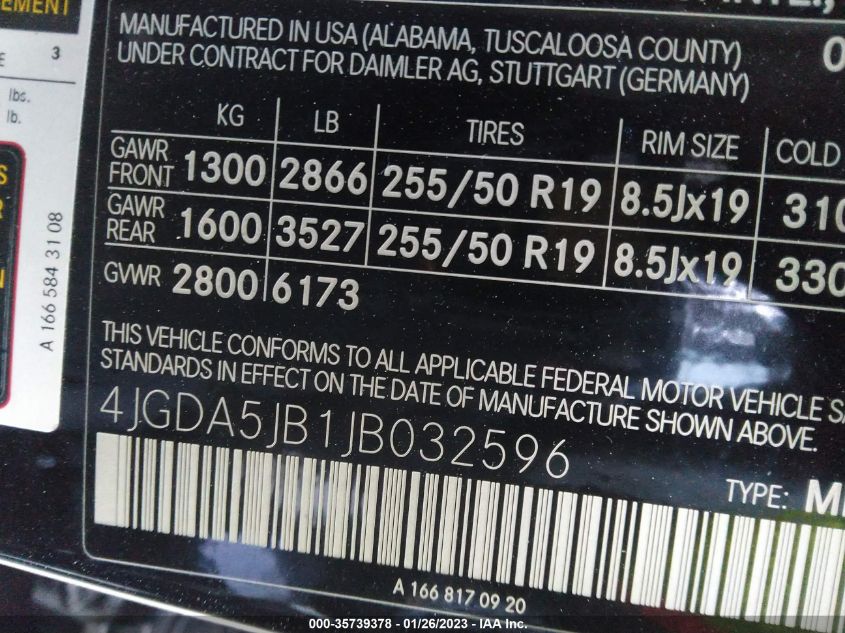 EMENT
MANUFACTURED IN USA (ALABAMA, TUSCALOOSA COUNTY) 0
UNDER CONTRACT FOR DAIMLER AG, STUTTGART (GERMANY)
E 3
lbs.
lb.
KG LB TIRES RIM SIZE COLD
GAWR FRONT 1300 2866 255/50 R19 8.5Jx19 310
GAWR REAR 1600 3527 255/50 R19 8.5Jx19 330
GVWR 2800 6173
S
R
N
A 166 584 31 08
THIS VEHICLE CONFORMS TO ALL APPLICABLE FEDERAL MOTOR VEHICLE SA
STANDARDS IN EFFECT ON THE DATE OF MANUFACTURE SHOWN ABOVE.
4JGDA5JB1JB032596
TYPE: M
A 166 817 09 20
000-35739378 - 01/26/2023 - IAA Inc.